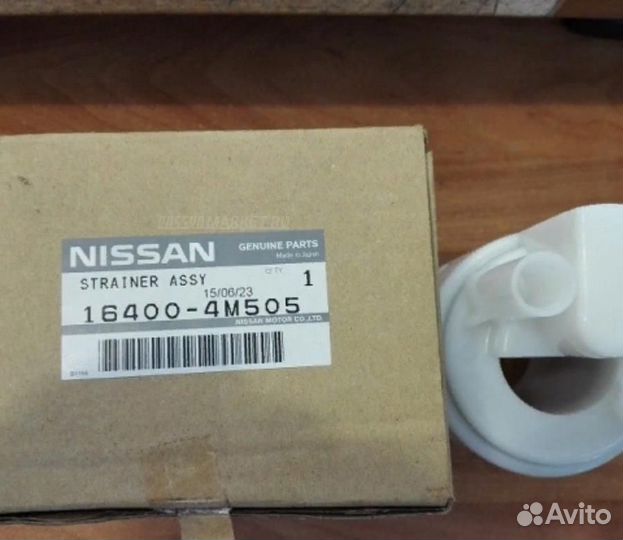 NISSAN GENUINE PARTS
Made in Japan
STRAINER ASSY Q'TY 1
15/06/23
16400-4M505
NISSAN MOTOR CO.,LTD.
Avito